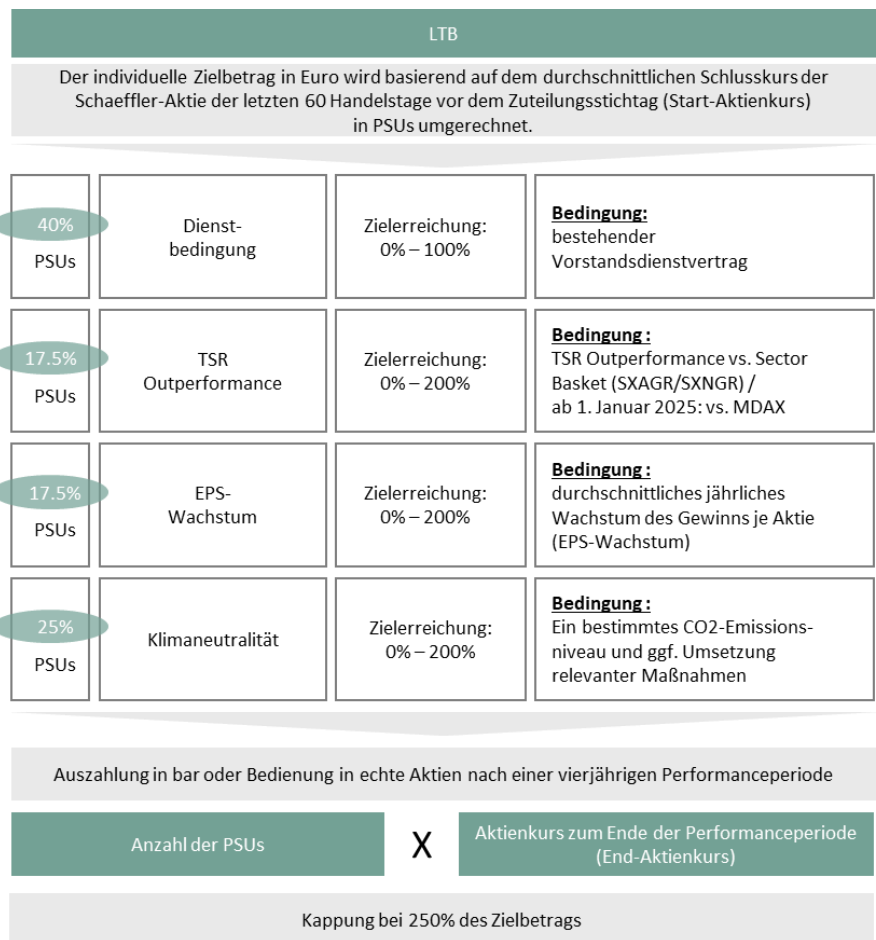 LTB
Der individuelle Zielbetrag in Euro wird basierend auf dem durchschnittlichen Schlusskurs der
Schaeffler-Aktie der letzten 60 Handelstage vor dem Zuteilungsstichtag (Start-Aktienkurs)
in PSUs umgerechnet.
40%
PSUs
Dienst-
bedingung
Zielerreichung:
0% – 100%
Bedingung:
bestehender
Vorstandsdienstvertrag
17.5%
PSUs
TSR
Outperformance
Zielerreichung:
0% – 200%
Bedingung :
TSR Outperformance vs. Sector
Basket (SXAGR/SXNGR) /
ab 1. Januar 2025: vs. MDAX
17.5%
PSUs
EPS-
Wachstum
Zielerreichung:
0% – 200%
Bedingung :
durchschnittliches jährliches
Wachstum des Gewinns je Aktie
(EPS-Wachstum)
25%
PSUs
Klimaneutralität
Zielerreichung:
0% – 200%
Bedingung :
Ein bestimmtes CO2-Emissions-
niveau und ggf. Umsetzung
relevanter Maßnahmen
Auszahlung in bar oder Bedienung in echte Aktien nach einer vierjährigen Performanceperiode
Anzahl der PSUs
X
Aktienkurs zum Ende der Performanceperiode
(End-Aktienkurs)
Kappung bei 250% des Zielbetrags